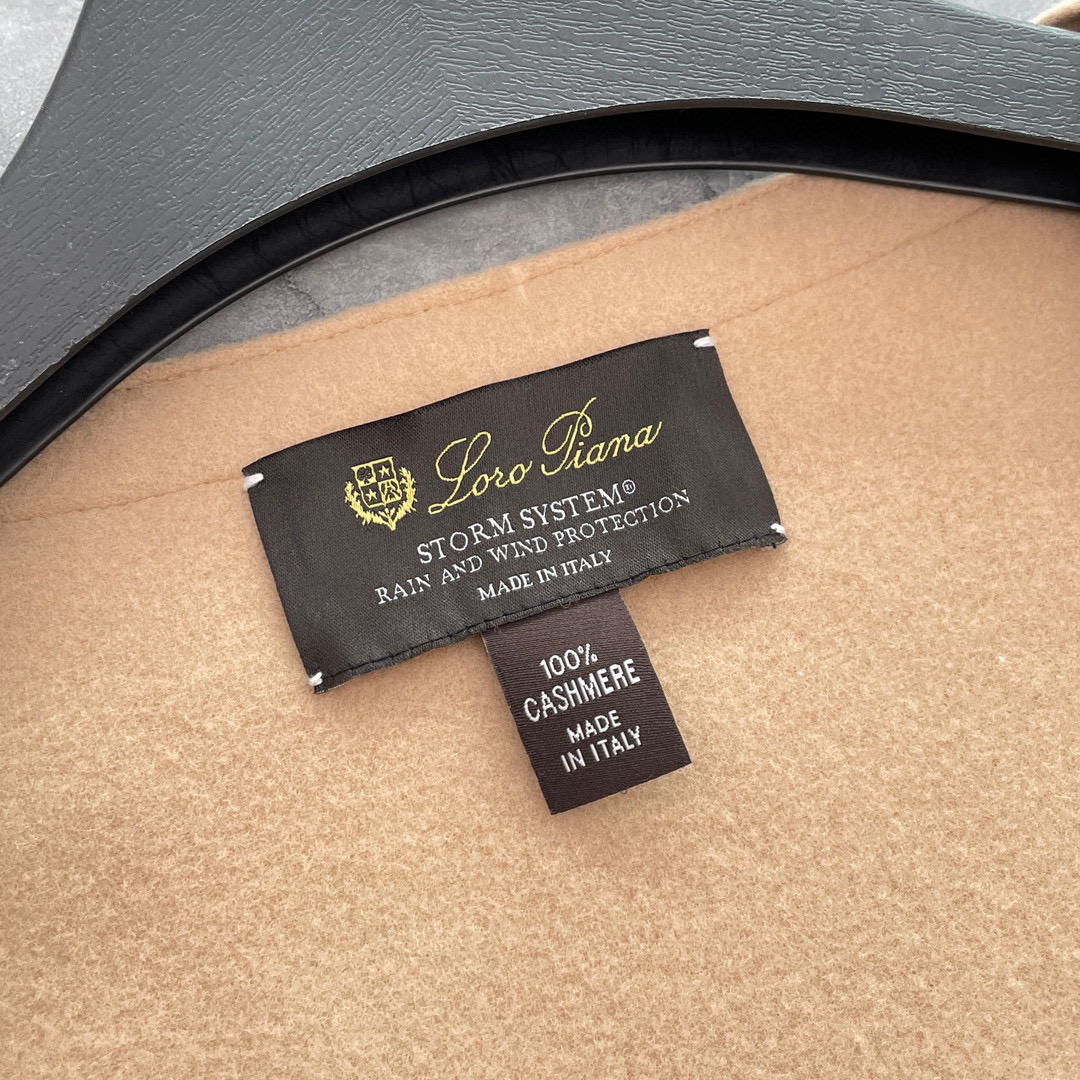 Loro Piana
STORM SYSTEM®
RAIN AND WIND PROTECTION
MADE IN ITALY
100%
CASHMERE
MADE
IN ITALY